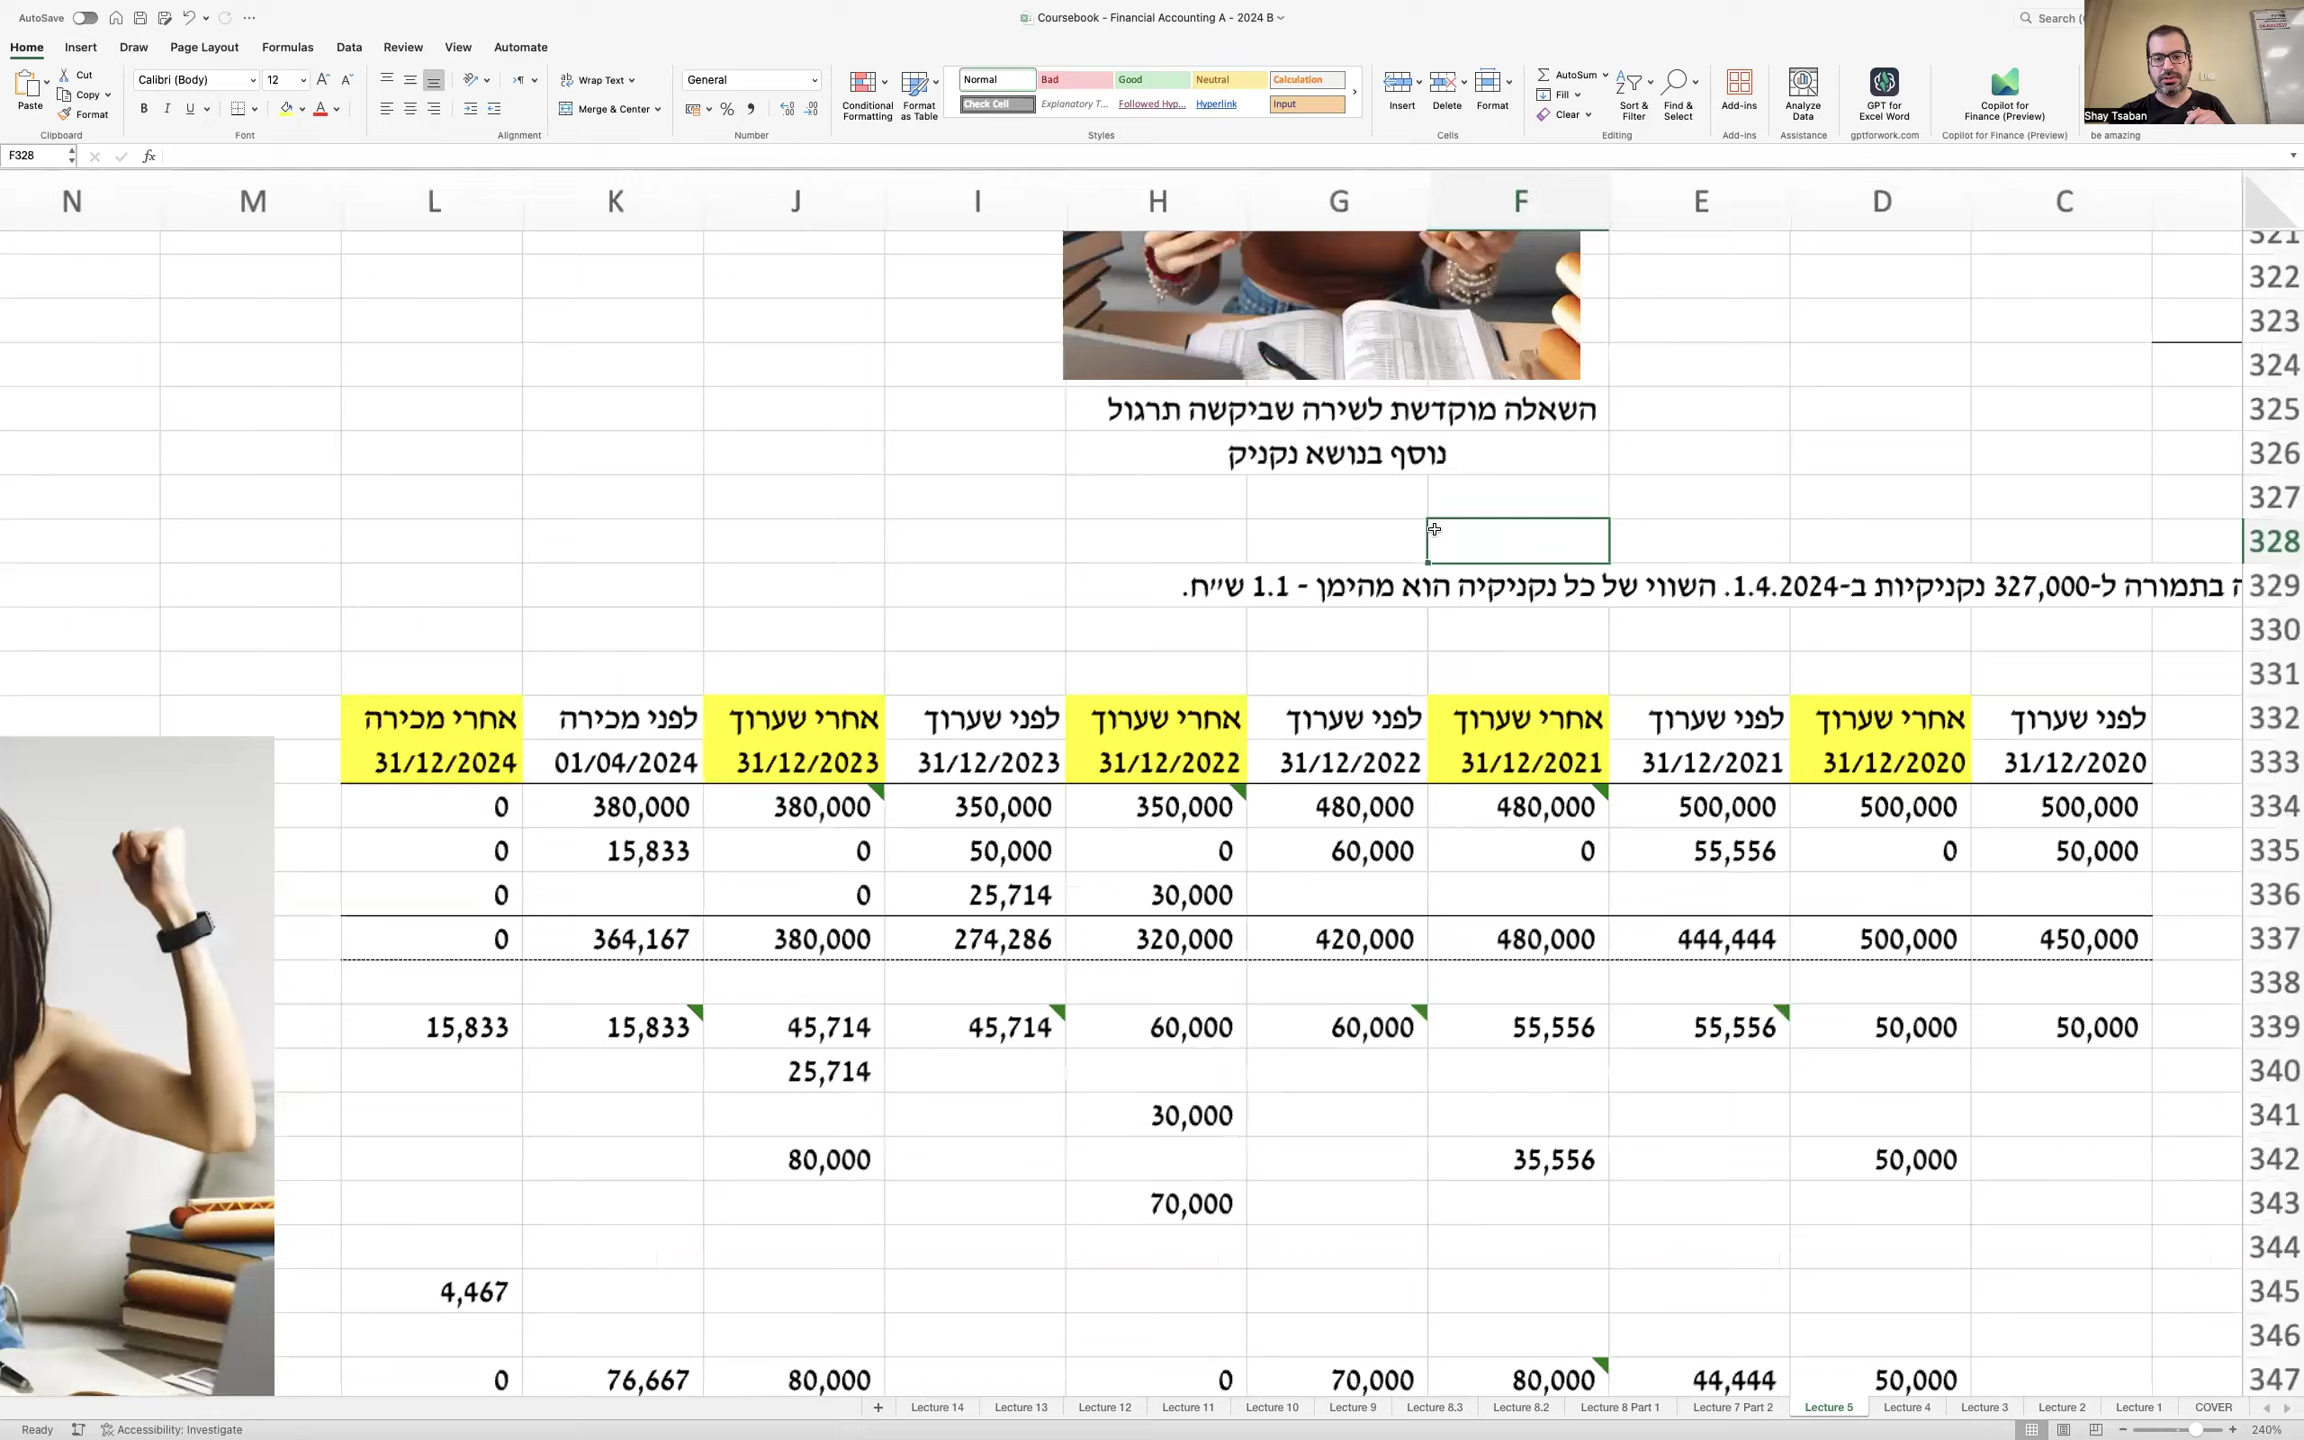 AutoSave
Coursebook - Financial Accounting A - 2024 B
Search (
Home Insert Draw Page Layout Formulas Data Review View Automate
Paste Cut Copy Format Clipboard
Calibri (Body) 12 B I U A Font
Wrap Text Merge & Center Alignment
General % Number
Conditional Formatting Format as Table
Normal Bad Good Neutral Calculation
Check Cell Explanatory T... Followed Hyp... Hyperlink Input
Styles
Insert Delete Format Cells
AutoSum Fill Clear Sort & Filter Find & Select Editing
Add-ins Add-ins
Analyze Data Assistance
GPT for Excel Word gptforwork.com
Copilot for Finance (Preview) Copilot for Finance (Preview)
Shay Tsaban
be amazing
F328 fx
N M L K J I H G F E D C
321
322
323
324
325 השאלה מוקדשת לשירה שביקשה תרגול
326 נוסף בנושא נקניק
327
328
329 בתמורה ל-327,000 נקניקיות ב-1.4.2024. השווי של כל נקניקיה הוא מהימן - 1.1 ש״ח.
330
331
332 לפני שערוך אחרי שערוך לפני שערוך אחרי שערוך לפני שערוך אחרי שערוך לפני שערוך אחרי שערוך לפני מכירה אחרי מכירה
333 31/12/2020 31/12/2020 31/12/2021 31/12/2021 31/12/2022 31/12/2022 31/12/2023 31/12/2023 01/04/2024 31/12/2024
334 500,000 500,000 500,000 480,000 480,000 350,000 350,000 380,000 380,000 0
335 50,000 0 55,556 0 60,000 0 50,000 0 15,833 0
336 30,000 25,714 0 0
337 450,000 500,000 444,444 480,000 420,000 320,000 274,286 380,000 364,167 0
338
339 50,000 50,000 55,556 55,556 60,000 60,000 45,714 45,714 15,833 15,833
340 25,714
341 30,000
342 50,000 35,556 80,000
343 70,000
344
345 4,467
346
347 50,000 44,444 80,000 70,000 0 80,000 76,667 0
+ Lecture 14 Lecture 13 Lecture 12 Lecture 11 Lecture 10 Lecture 9 Lecture 8.3 Lecture 8.2 Lecture 8 Part 1 Lecture 7 Part 2 Lecture 5 Lecture 4 Lecture 3 Lecture 2 Lecture 1 COVER
Ready Accessibility: Investigate 240%